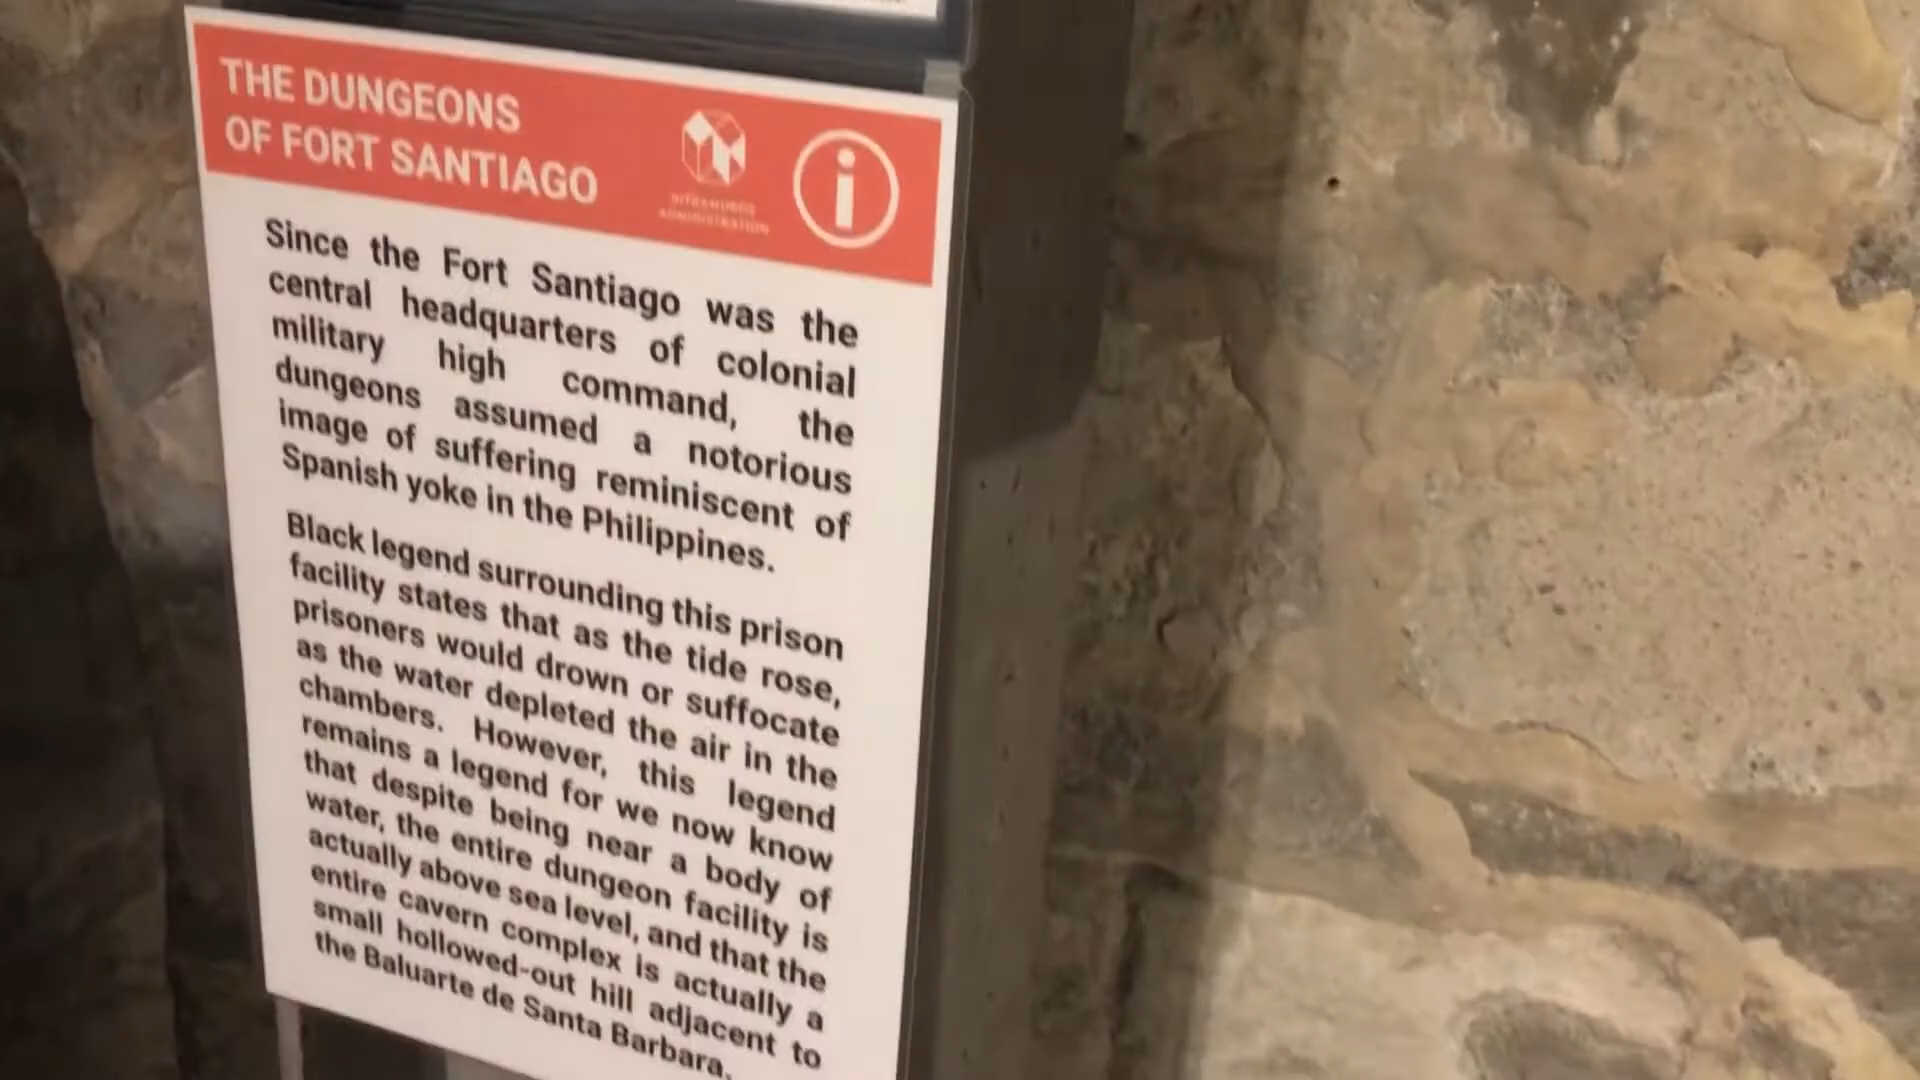 THE DUNGEONS
OF FORT SANTIAGO
INTRAMUROS
ADMINISTRATION
Since the Fort Santiago was the
central headquarters of colonial
military high command, the
dungeons assumed a notorious
image of suffering reminiscent of
Spanish yoke in the Philippines.
Black legend surrounding this prison
facility states that as the tide rose,
prisoners would drown or suffocate
as the water depleted the air in the
chambers. However, this legend
remains a legend for we now know
that despite being near a body of
water, the entire dungeon facility is
actually above sea level, and that the
entire cavern complex is actually a
small hollowed-out hill adjacent to
the Baluarte de Santa Barbara.